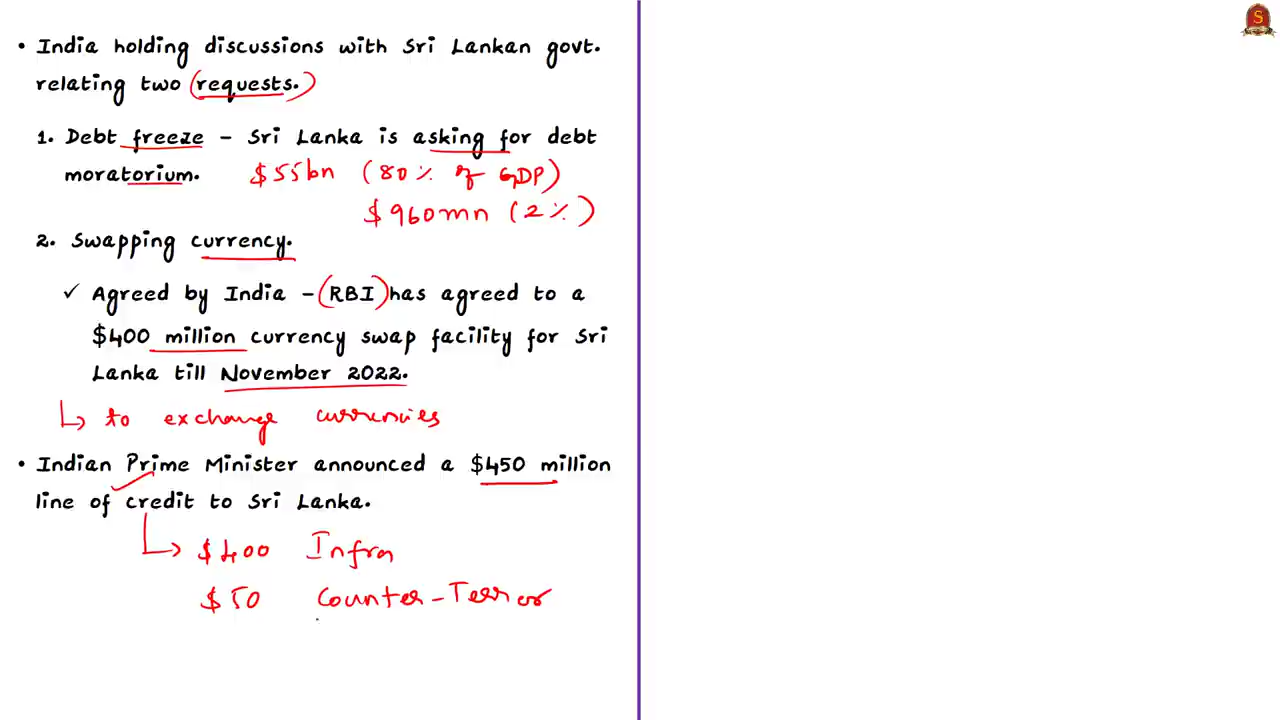 • India holding discussions with Sri Lankan govt.
relating two (requests.)
1. Debt freeze - Sri Lanka is asking for debt
moratorium. $55bn (80% of GDP)
$960mn (2%)
2. Swapping currency.
✓ Agreed by India - (RBI) has agreed to a
$400 million currency swap facility for Sri
Lanka till November 2022.
↳ to exchange currencies
• Indian Prime Minister announced a $450 million
line of credit to Sri Lanka.
↳ $400 Infra
$50 Counter-Terror
S